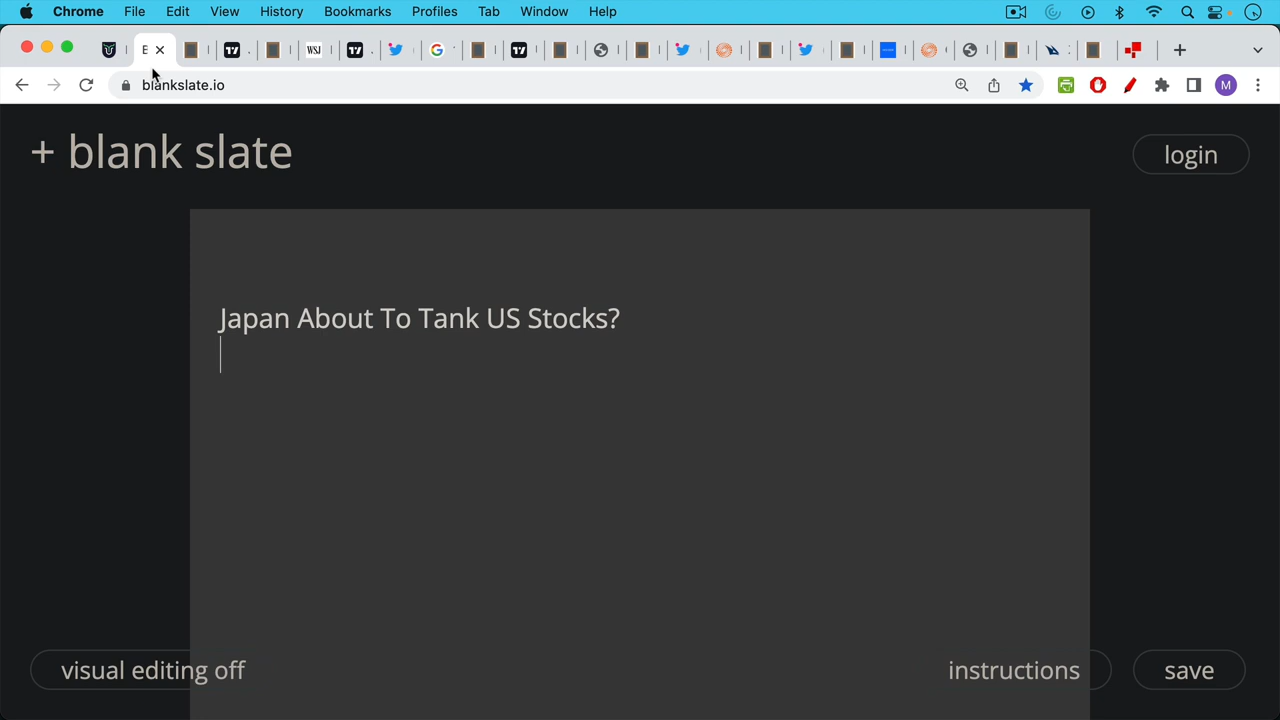 Chrome File Edit View History Bookmarks Profiles Tab Window Help
blankslate.io
M
+ blank slate
login
Japan About To Tank US Stocks?
visual editing off
instructions
save